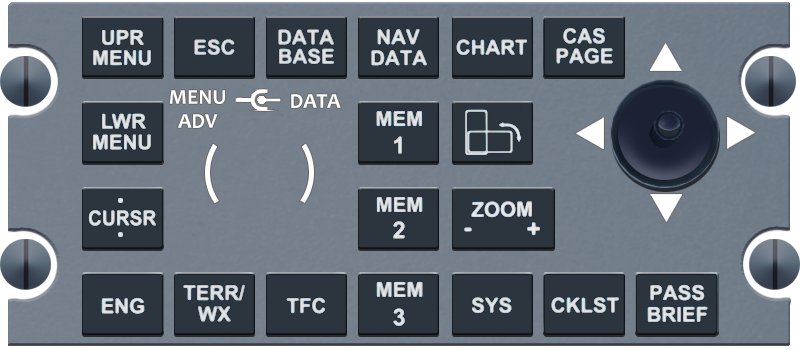 UPR
MENU
ESC
DATA
BASE
NAV
DATA
CHART
CAS
PAGE
LWR
MENU
MENU
ADV
DATA
MEM
1
CURSR
MEM
2
ZOOM
- +
ENG
TERR/
WX
TFC
MEM
3
SYS
CKLST
PASS
BRIEF